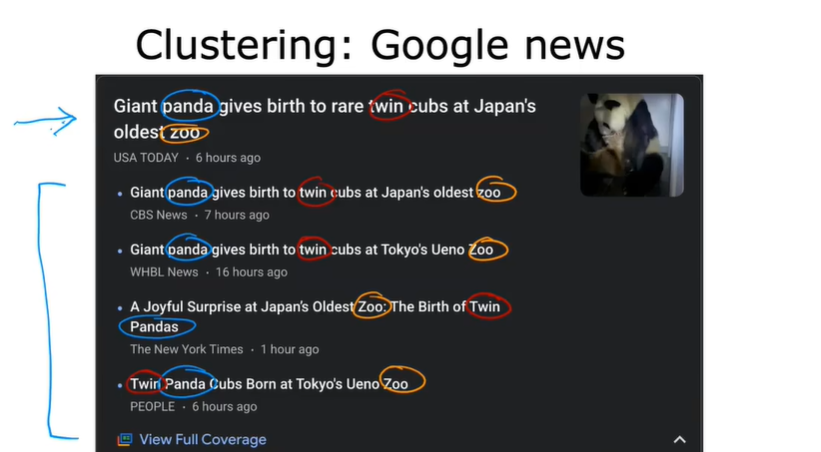 Clustering: Google news
Giant panda gives birth to rare twin cubs at Japan's
oldest zoo
USA TODAY · 6 hours ago
• Giant panda gives birth to twin cubs at Japan's oldest zoo
CBS News · 7 hours ago
• Giant panda gives birth to twin cubs at Tokyo's Ueno Zoo
WHBL News · 16 hours ago
• A Joyful Surprise at Japan's Oldest Zoo: The Birth of Twin
Pandas
The New York Times · 1 hour ago
• Twin Panda Cubs Born at Tokyo's Ueno Zoo
PEOPLE · 6 hours ago
View Full Coverage